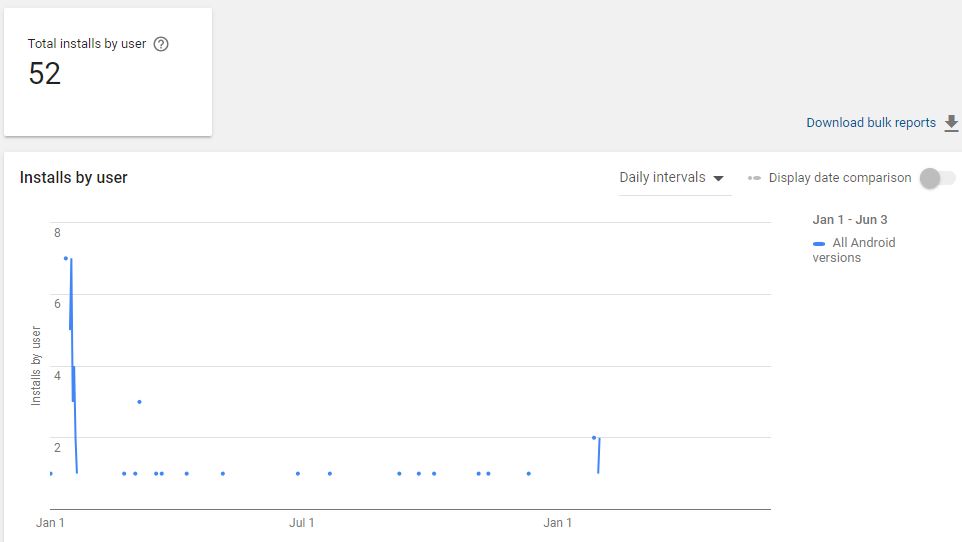 Total installs by user ?
52
Download bulk reports
Installs by user
Daily intervals
Display date comparison
Jan 1 - Jun 3
All Android
versions
8
6
4
2
Installs by user
Jan 1
Jul 1
Jan 1